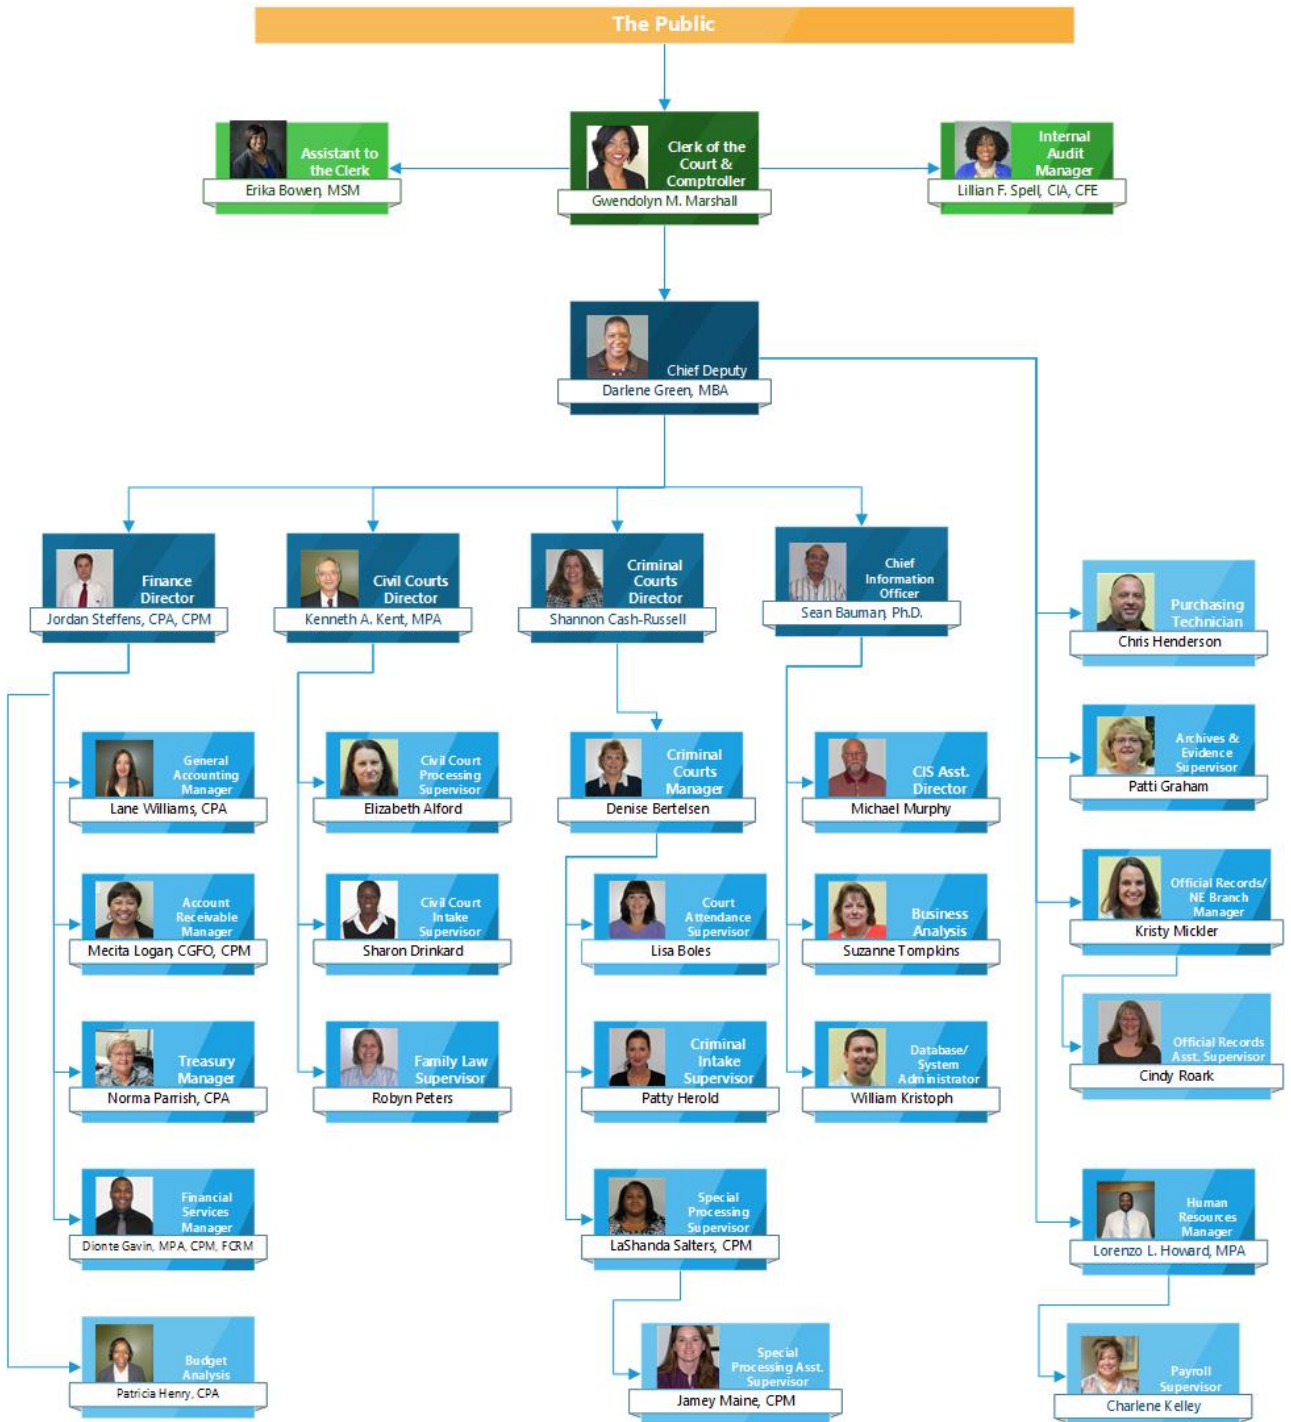 The Public
Assistant to
the Clerk
Erika Bowen, MSM
Clerk of the
Court &
Comptroller
Gwendolyn M. Marshall
Internal
Audit
Manager
Lillian F. Spell, CIA, CFE
Chief Deputy
Darlene Green, MBA
Finance
Director
Jordan Steffens, CPA, CPM
Civil Courts
Director
Kenneth A. Kent, MPA
Criminal
Courts
Director
Shannon Cash-Russell
Chief
Information
Officer
Sean Bauman, Ph.D.
Purchasing
Technician
Chris Henderson
General
Accounting
Manager
Lane Williams, CPA
Civil Court
Processing
Supervisor
Elizabeth Alford
Criminal
Courts
Manager
Denise Bertelsen
CIS Asst.
Director
Michael Murphy
Archives &
Evidence
Supervisor
Patti Graham
Account
Receivable
Manager
Mecita Logan, CGFO, CPM
Civil Court
Intake
Supervisor
Sharon Drinkard
Court
Attendance
Supervisor
Lisa Boles
Business
Analysis
Suzanne Tompkins
Official Records/
NE Branch
Manager
Kristy Mickler
Treasury
Manager
Norma Parrish, CPA
Family Law
Supervisor
Robyn Peters
Criminal
Intake
Supervisor
Patty Herold
Database/
System
Administrator
William Kristoph
Official Records
Asst. Supervisor
Cindy Roark
Financial
Services
Manager
Dionte Gavin, MPA, CPM, FCRM
Special
Processing
Supervisor
LaShanda Salters, CPM
Human
Resources
Manager
Lorenzo L. Howard, MPA
Budget
Analysis
Patricia Henry, CPA
Special
Processing Asst.
Supervisor
Jamey Maine, CPM
Payroll
Supervisor
Charlene Kelley